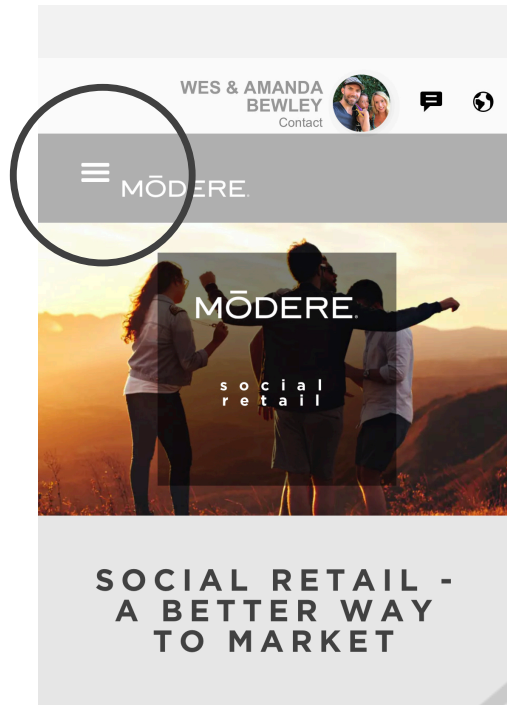 WES & AMANDA
BEWLEY
Contact
MŌDERE.
MŌDERE.
social
retail
SOCIAL RETAIL -
A BETTER WAY
TO MARKET